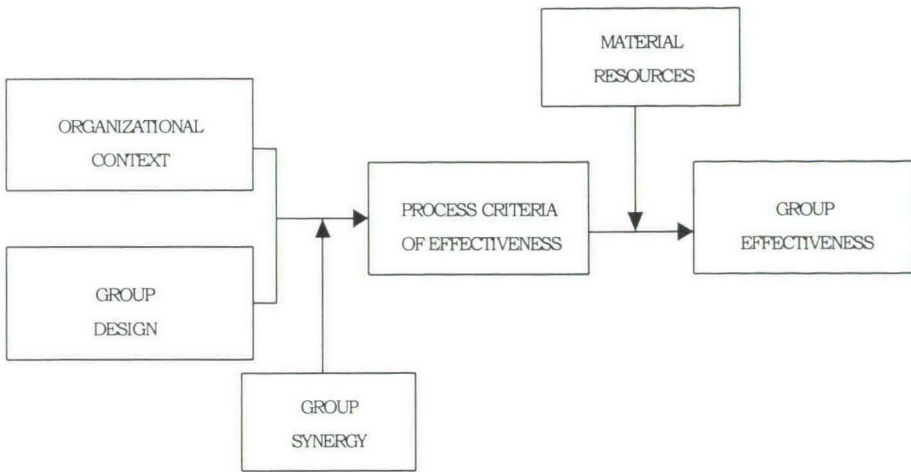 MATERIAL
RESOURCES
ORGANIZATIONAL
CONTEXT
PROCESS CRITERIA
OF EFFECTIVENESS
GROUP
EFFECTIVENESS
GROUP
DESIGN
GROUP
SYNERGY